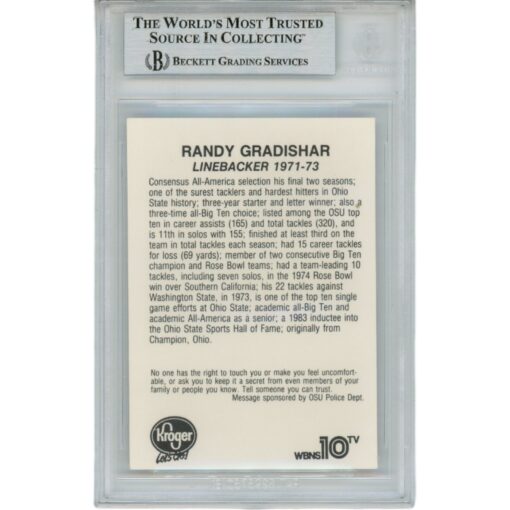 THE WORLD'S MOST TRUSTED
SOURCE IN COLLECTING™
B BECKETT GRADING SERVICES
RANDY GRADISHAR
LINEBACKER 1971-73
Consensus All-America selection his final two seasons;
one of the surest tacklers and hardest hitters in Ohio
State history; three-year starter and letter winner; also a
three-time all-Big Ten choice; listed among the OSU top
ten in career assists (165) and total tackles (320), and
is 11th in solos with 155; finished at least third on the
team in total tackles each season; had 15 career tackles
for loss (69 yards); member of two consecutive Big Ten
champion and Rose Bowl teams; had a team-leading 10
tackles, including seven solos, in the 1974 Rose Bowl
win over Southern California; his 22 tackles against
Washington State, in 1973, is one of the top ten single
game efforts at Ohio State; academic all-Big Ten and
academic All-America as a senior; a 1983 inductee into
the Ohio State Sports Hall of Fame; originally from
Champion, Ohio.
No one has the right to touch you or make you feel uncomfort-
able, or ask you to keep it a secret from even members of your
family or people you know. Tell someone you can trust.
Message sponsored by OSU Police Dept.
Kroger
Let's Go!
WBNS 10 TV